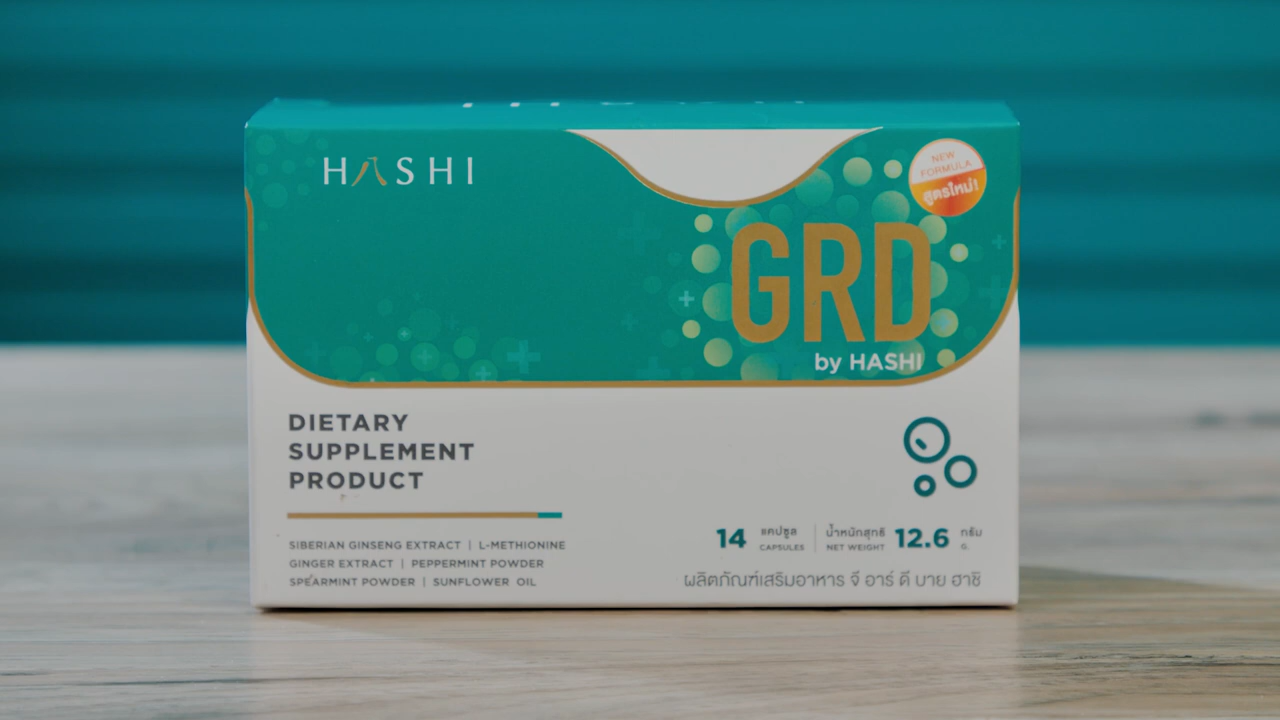 HASHI
NEW
FORMULA
สูตรใหม่!
GRD
by HASHI
DIETARY
SUPPLEMENT
PRODUCT
SIBERIAN GINSENG EXTRACT | L-METHIONINE
GINGER EXTRACT | PEPPERMINT POWDER
SPEARMINT POWDER | SUNFLOWER OIL
14 แคปซูล CAPSULES | น้ำหนักสุทธิ NET WEIGHT 12.6 กรัม G.
ผลิตภัณฑ์เสริมอาหาร จี อาร์ ดี บาย ฮาชิ